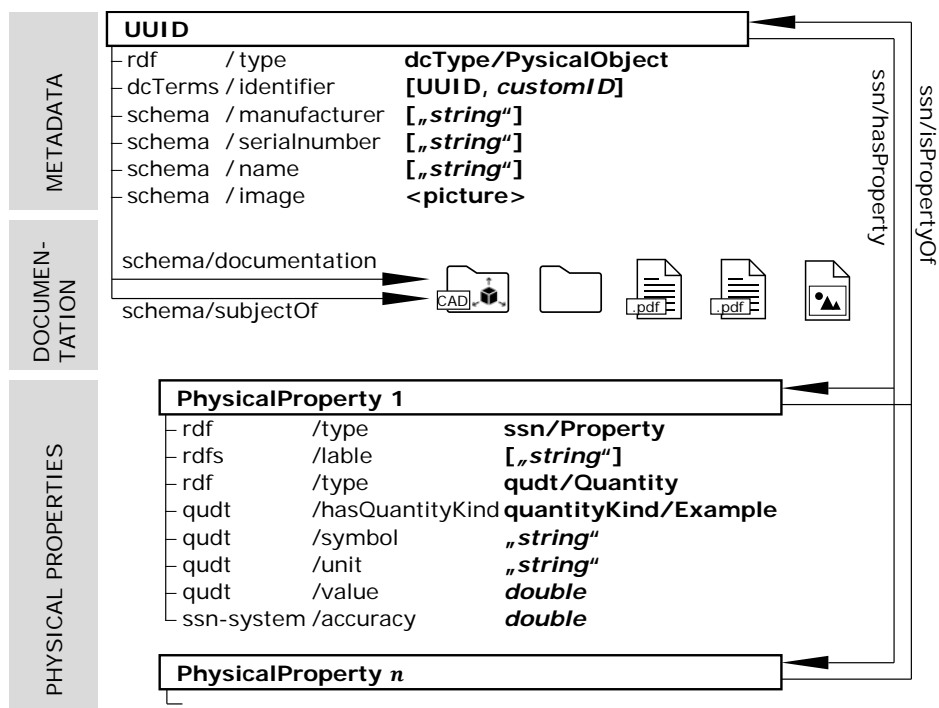 METADATA
UUID
rdf /type dcType/PysicalObject
dcTerms /identifier [UUID, customID]
schema /manufacturer [„string“]
schema /serialnumber [„string“]
schema /name [„string“]
schema /image <picture>
ssn/hasProperty
ssn/isPropertyOf
DOCUMEN-
TATION
schema/documentation
schema/subjectOf
CAD
.pdf
.pdf
PHYSICAL PROPERTIES
PhysicalProperty 1
rdf /type ssn/Property
rdfs /lable [„string“]
rdf /type qudt/Quantity
qudt /hasQuantityKind quantityKind/Example
qudt /symbol „string“
qudt /unit „string“
qudt /value double
ssn-system /accuracy double
PhysicalProperty n